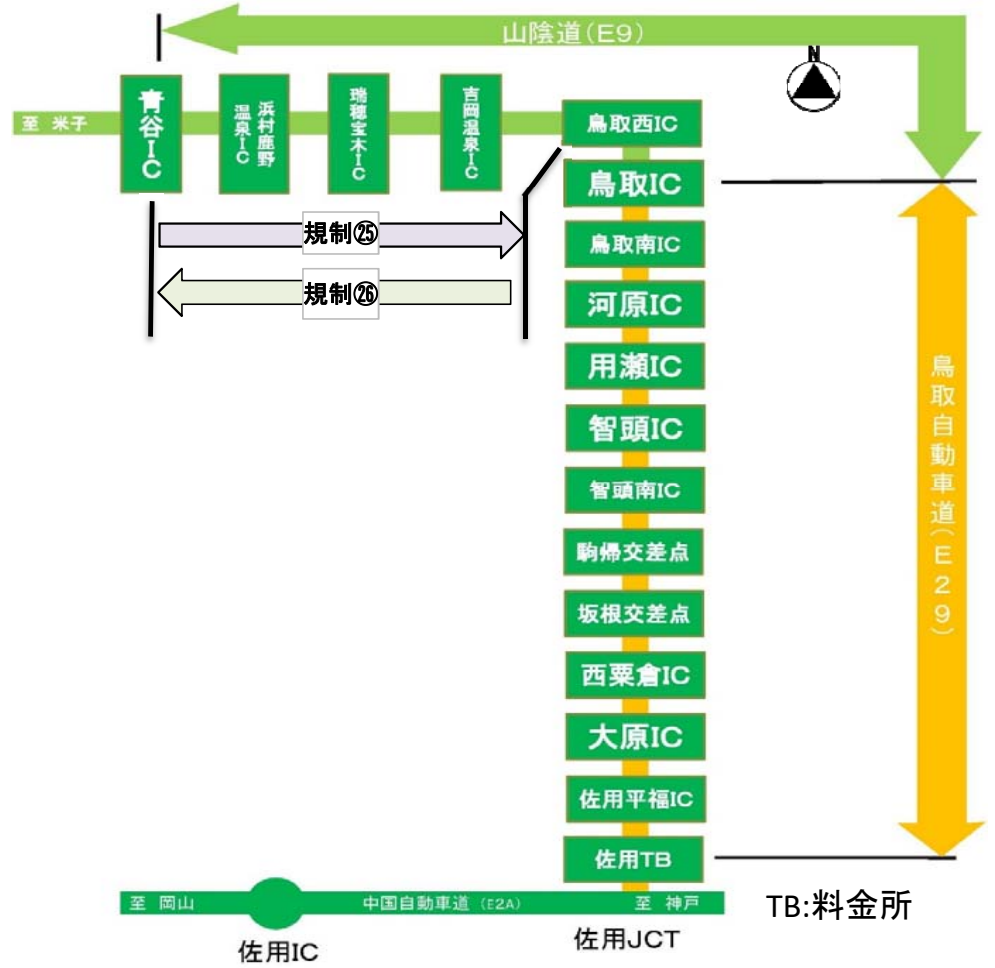 山陰道(E9)
N
至 米子
青谷IC
浜村鹿野
温泉IC
瑞穂宝木IC
吉岡温泉IC
鳥取西IC
鳥取IC
規制㉕
鳥取南IC
規制㉖
河原IC
用瀬IC
智頭IC
智頭南IC
駒帰交差点
坂根交差点
西粟倉IC
大原IC
佐用平福IC
佐用TB
鳥取自動車道(E29)
至 岡山
中国自動車道 (E2A)
至 神戸
TB:料金所
佐用IC
佐用JCT